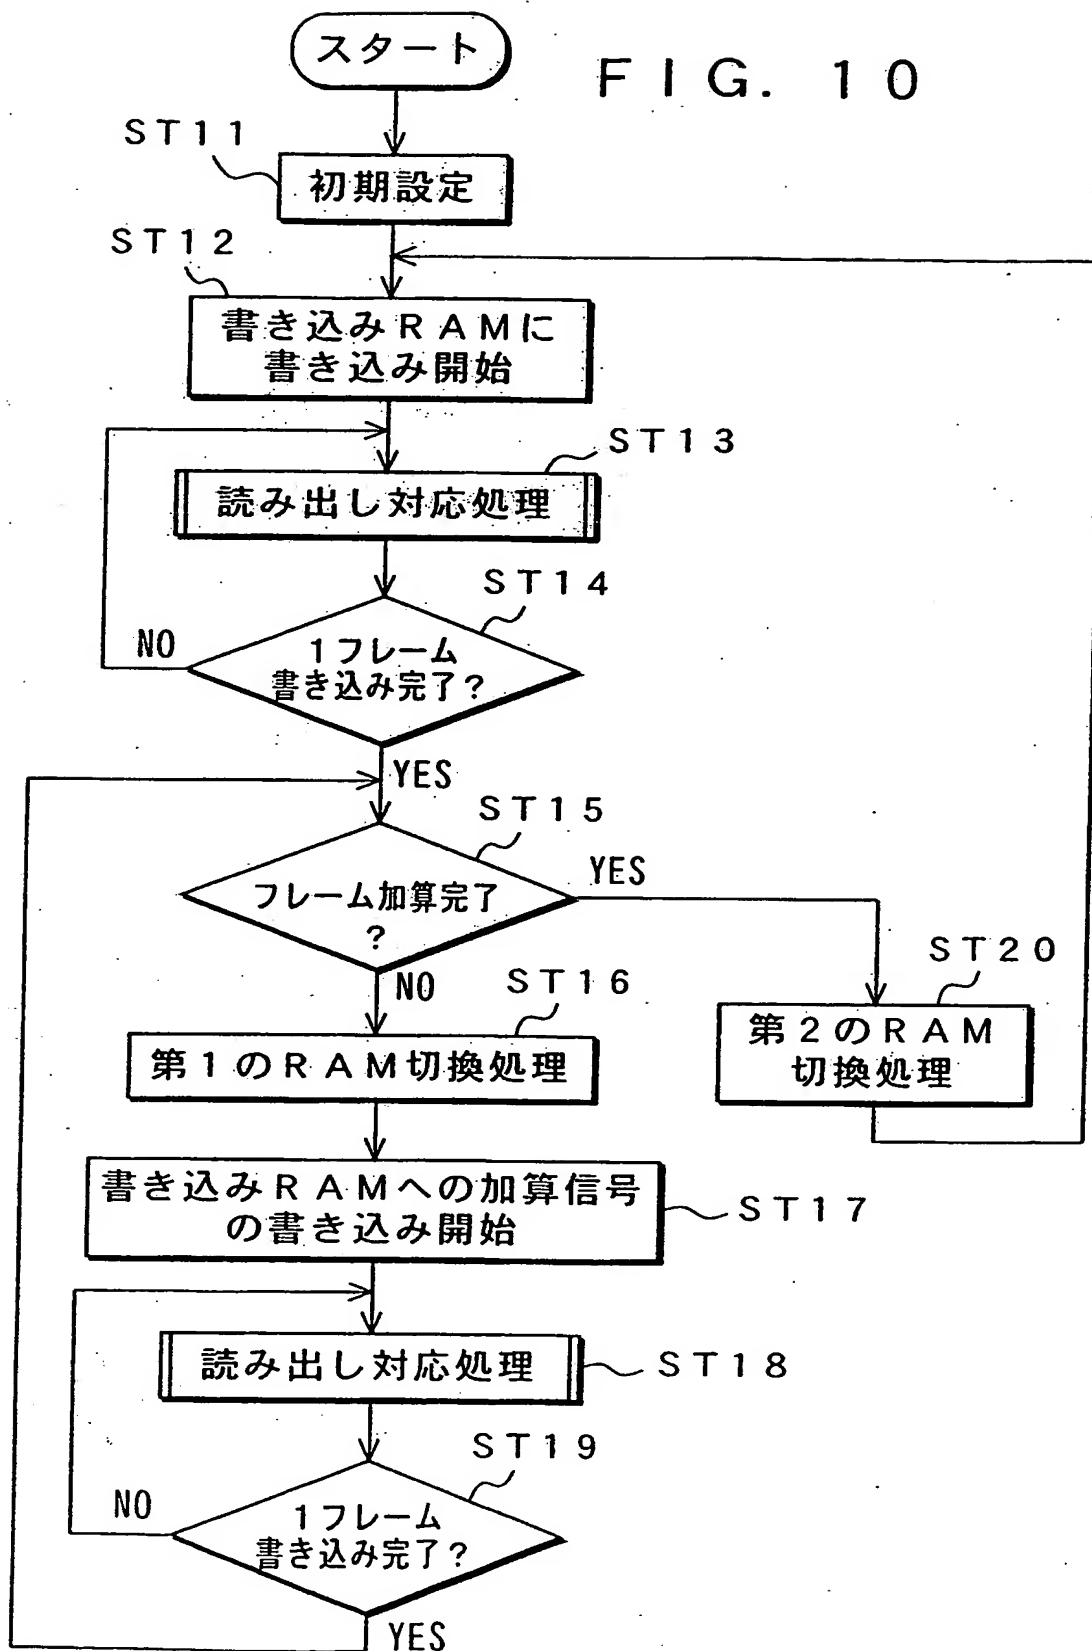 スタート
FIG. 10
ST11
初期設定
ST12
書き込みRAMに
書き込み開始
ST13
読み出し対応処理
ST14
NO
1フレーム
書き込み完了?
YES
ST15
YES
フレーム加算完了
?
ST20
NO
ST16
第2のRAM
切換処理
第1のRAM切換処理
書き込みRAMへの加算信号
の書き込み開始
ST17
読み出し対応処理
ST18
ST19
NO
1フレーム
書き込み完了?
YES